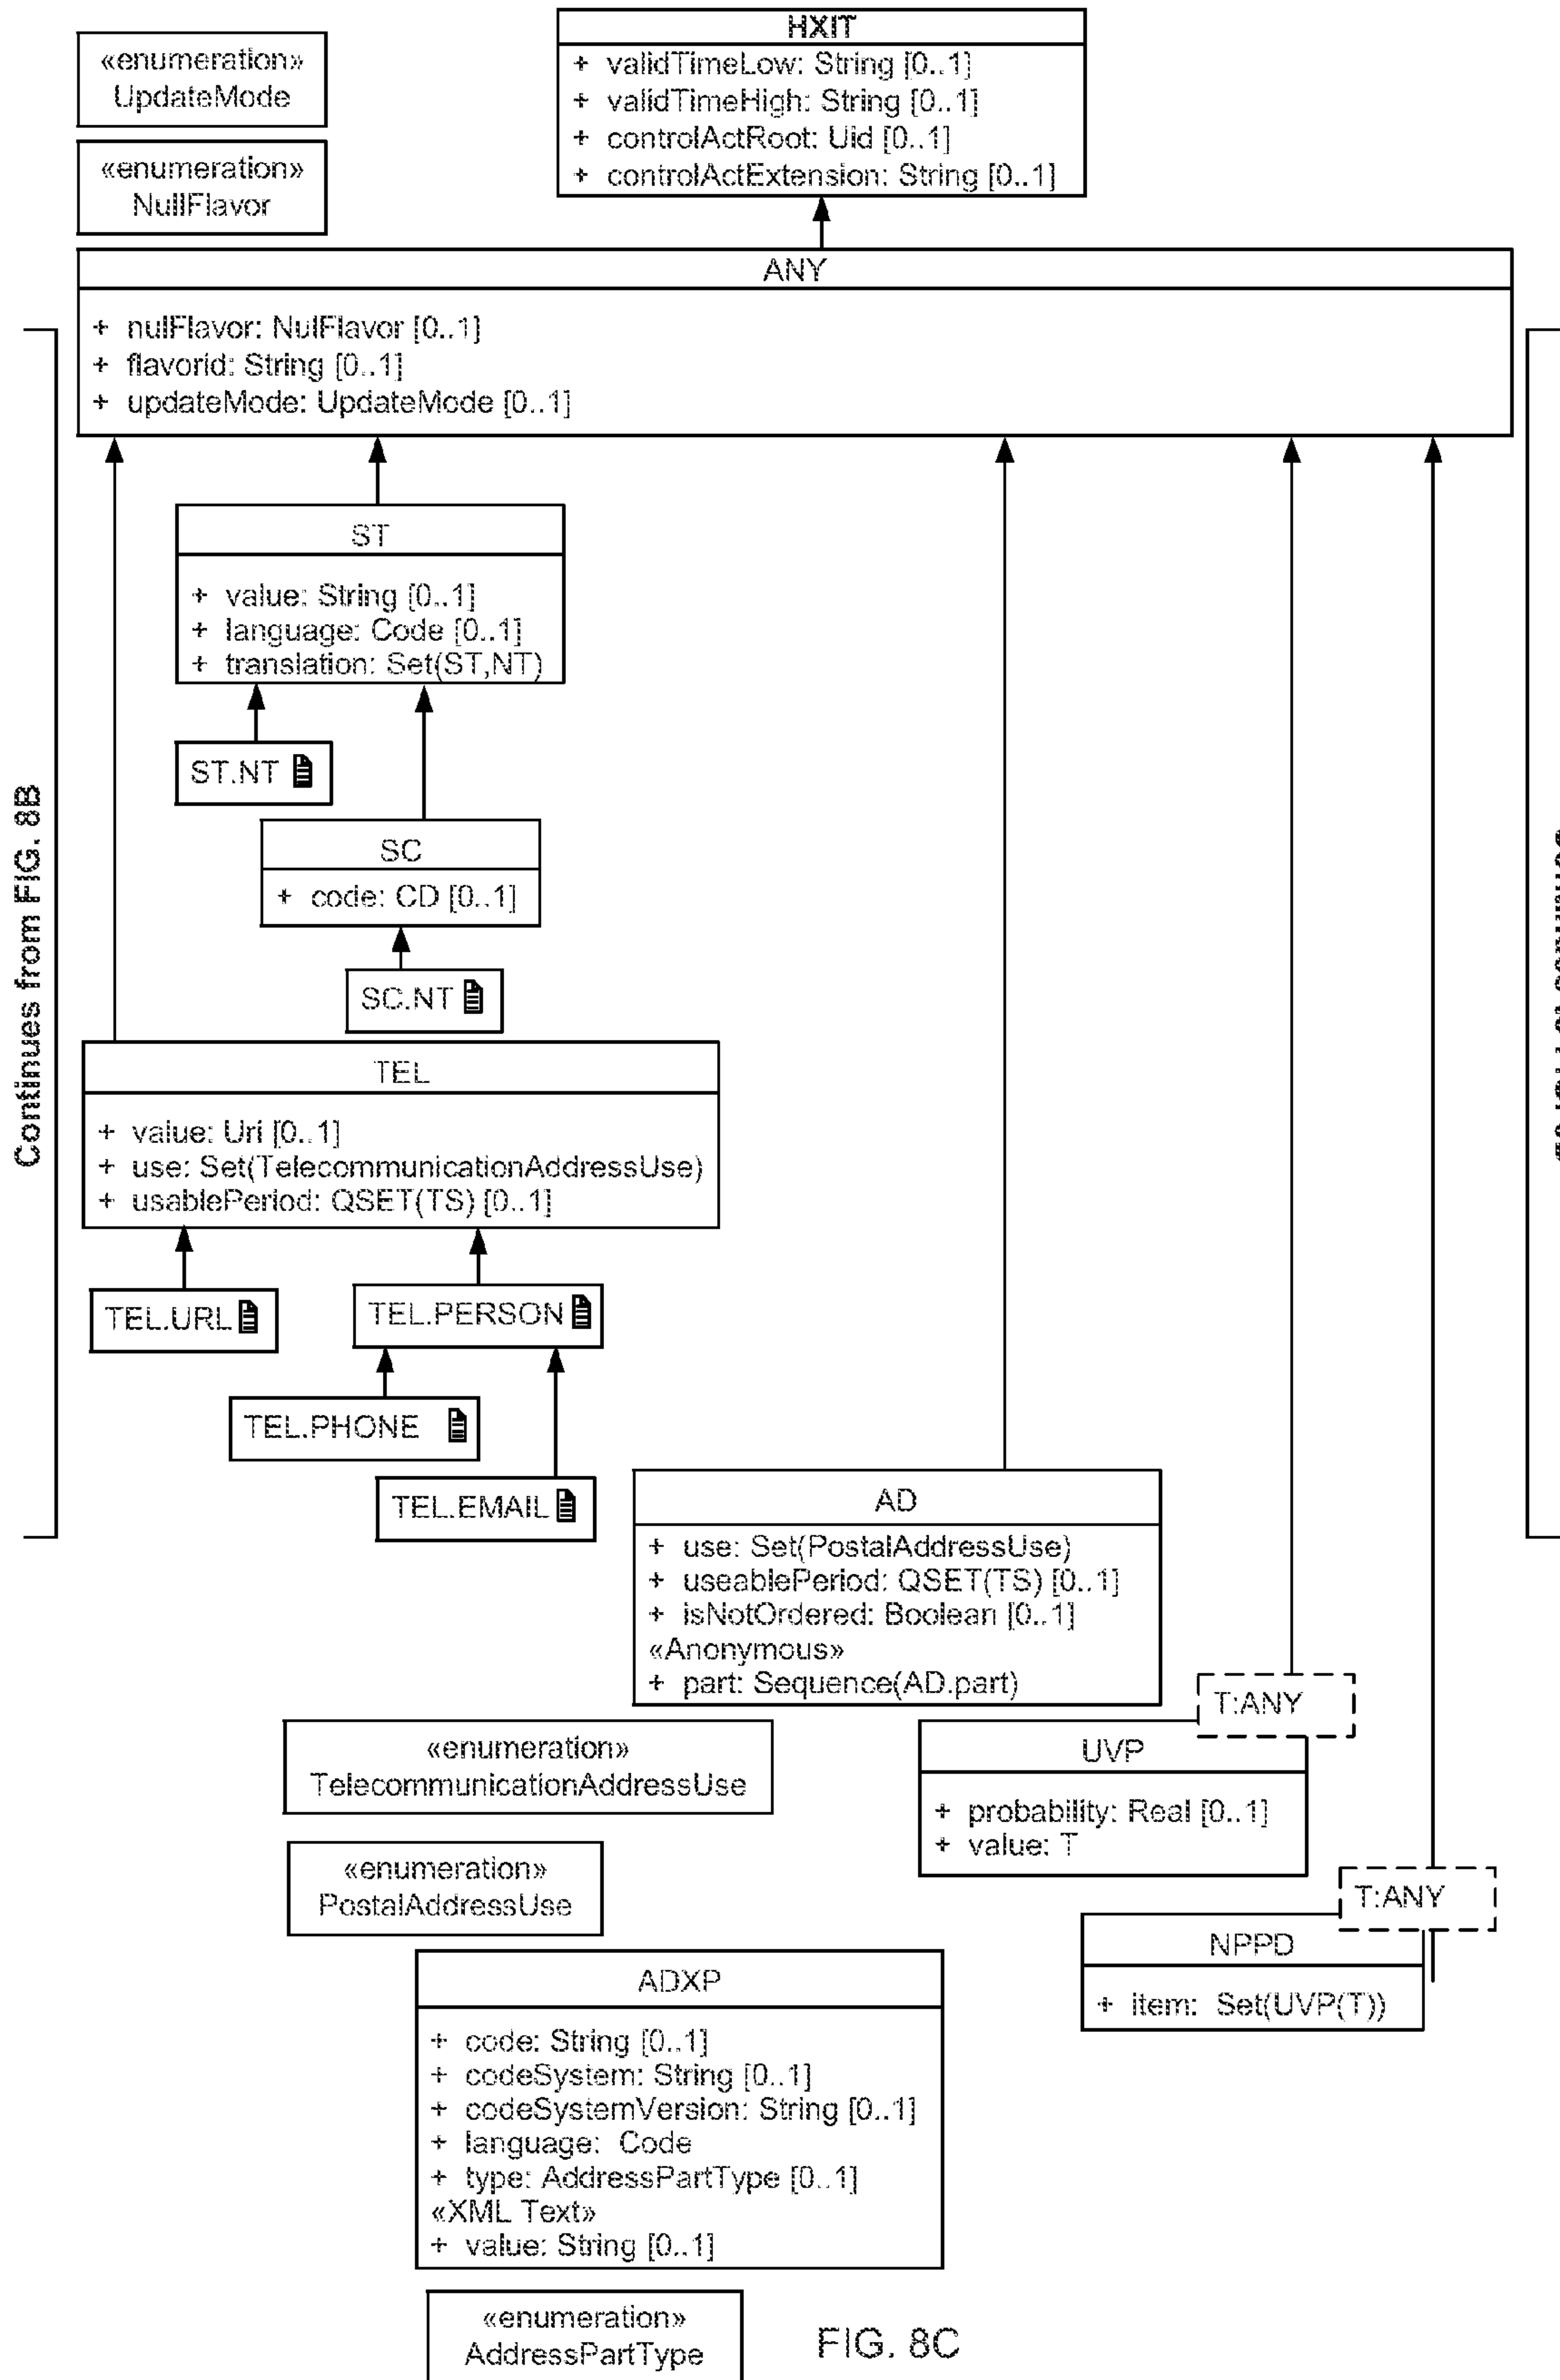 HXIT
+ validTimeLow: String [0..1]
+ validTimeHigh: String [0..1]
+ controlActRoot: Uid [0..1]
+ controlActExtension: String [0..1]
«enumeration»
UpdateMode
«enumeration»
NullFlavor
ANY
+ nulFlavor: NulFlavor [0..1]
+ flavorid: String [0..1]
+ updateMode: UpdateMode [0..1]
Continues from FIG. 8B
ST
+ value: String [0..1]
+ language: Code [0..1]
+ translation: Set(ST,NT)
ST.NT
SC
+ code: CD [0..1]
SC.NT
TEL
+ value: Uri [0..1]
+ use: Set(TelecommunicationAddressUse)
+ usablePeriod: QSET(TS) [0..1]
TEL.URL
TEL.PERSON
TEL.PHONE
TEL.EMAIL
AD
+ use: Set(PostalAddressUse)
+ useablePeriod: QSET(TS) [0..1]
+ isNotOrdered: Boolean [0..1]
«Anonymous»
+ part: Sequence(AD.part)
T:ANY
UVP
+ probability: Real [0..1]
+ value: T
«enumeration»
TelecommunicationAddressUse
«enumeration»
PostalAddressUse
T:ANY
NPPD
+ item: Set(UVP(T))
ADXP
+ code: String [0..1]
+ codeSystem: String [0..1]
+ codeSystemVersion: String [0..1]
+ language: Code
+ type: AddressPartType [0..1]
«XML Text»
+ value: String [0..1]
«enumeration»
AddressPartType
FIG. 8C